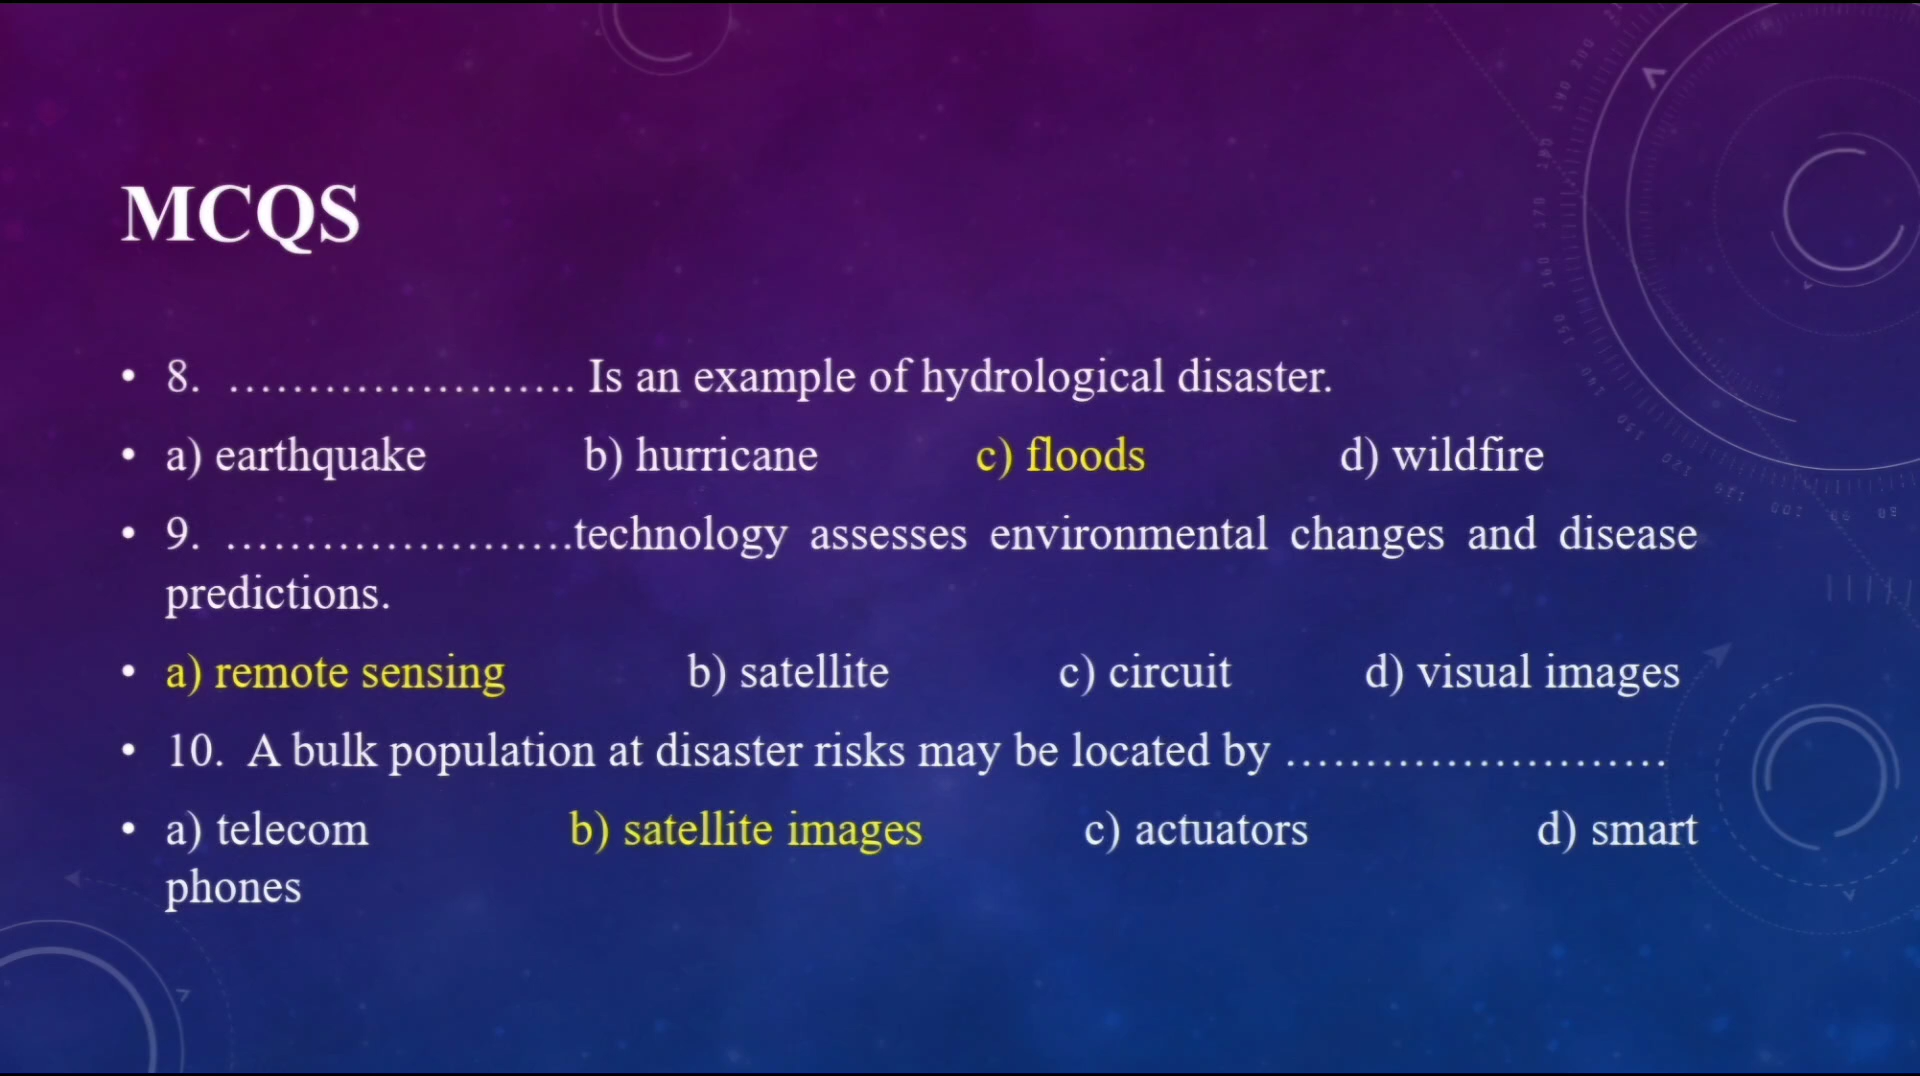 MCQS
• 8. …………………. Is an example of hydrological disaster.
• a) earthquake b) hurricane c) floods d) wildfire
• 9. ………………….technology assesses environmental changes and disease
predictions.
• a) remote sensing b) satellite c) circuit d) visual images
• 10. A bulk population at disaster risks may be located by ……………………
• a) telecom b) satellite images c) actuators d) smart
phones